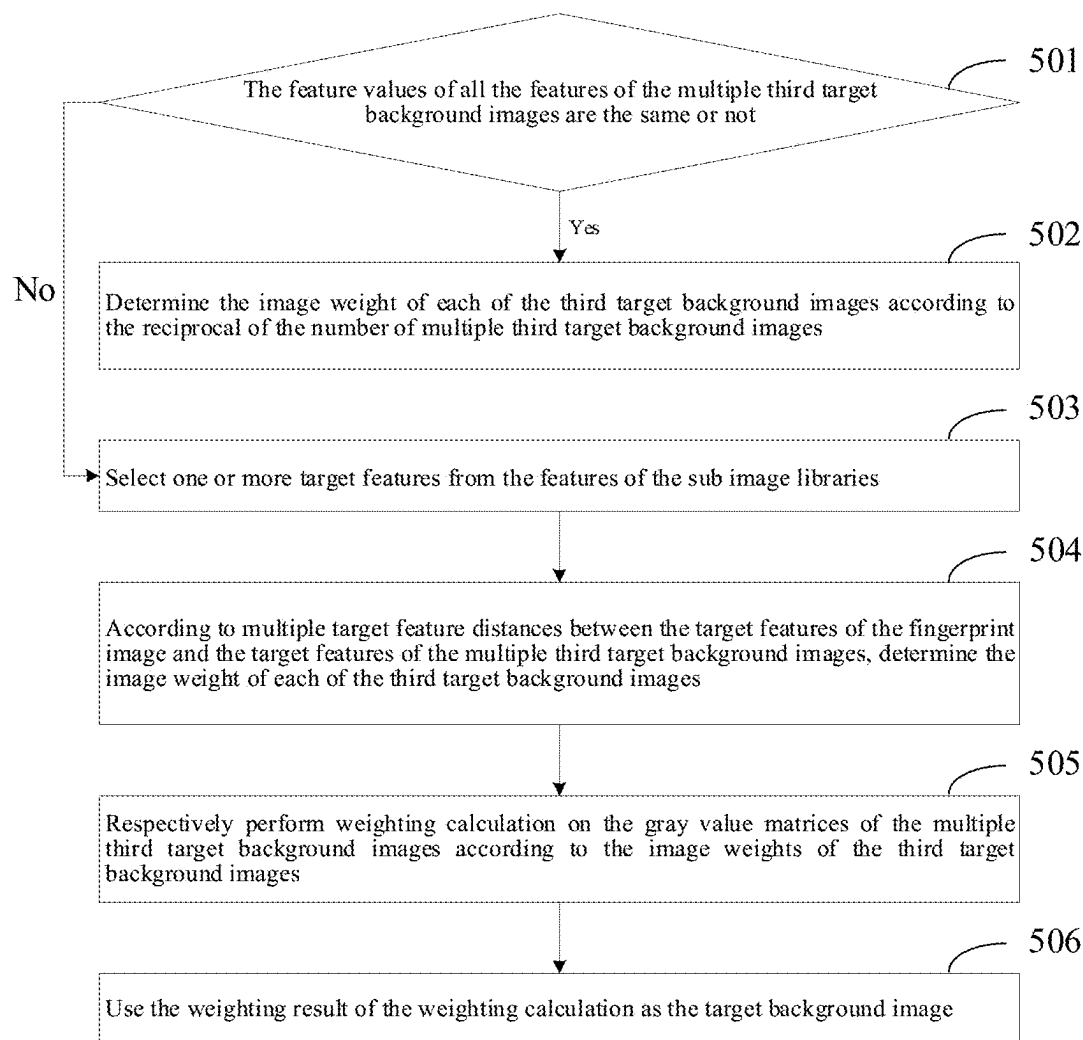 501
The feature values of all the features of the multiple third target
background images are the same or not
Yes
502
No
Determine the image weight of each of the third target background images according to
the reciprocal of the number of multiple third target background images
503
Select one or more target features from the features of the sub image libraries
504
According to multiple target feature distances between the target features of the fingerprint
image and the target features of the multiple third target background images, determine the
image weight of each of the third target background images
505
Respectively perform weighting calculation on the gray value matrices of the multiple
third target background images according to the image weights of the third target
background images
506
Use the weighting result of the weighting calculation as the target background image